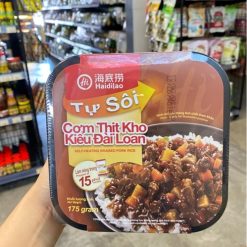 海底捞
Haidilao
Tự Sôi
Cơm Thịt Kho
Kiểu Đài Loan
SELF-HEATING BRAISED PORK RICE
15
175 gram